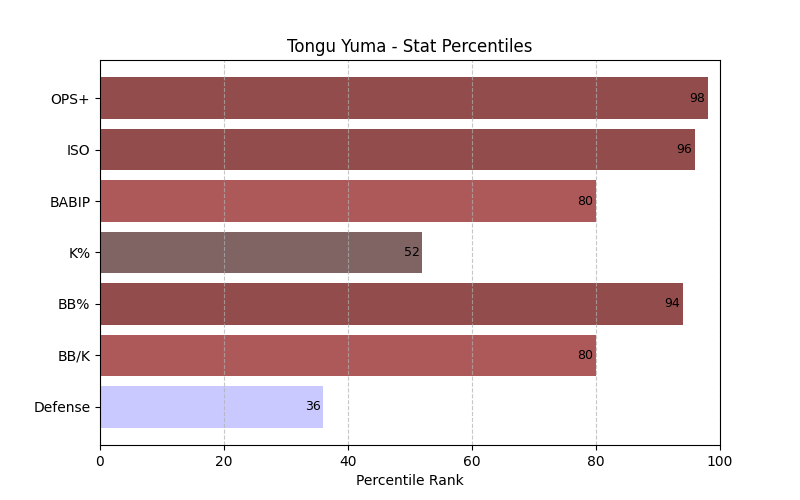 Tongu Yuma - Stat Percentiles
OPS+ 98
ISO 96
BABIP 80
K% 52
BB% 94
BB/K 80
Defense 36
0 20 40 60 80 100
Percentile Rank